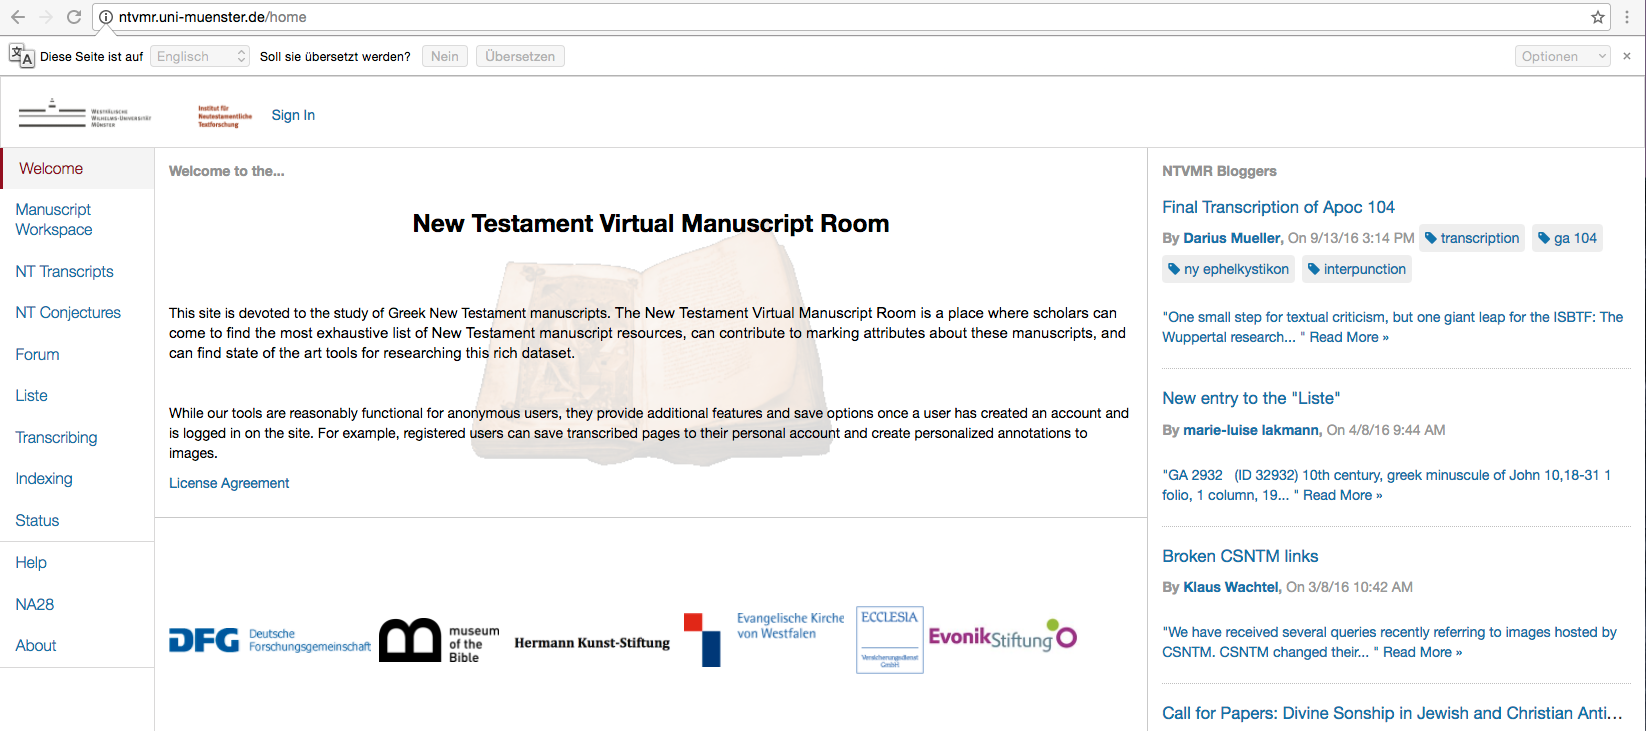 ntvmr.uni-muenster.de/home
Diese Seite ist auf Englisch Soll sie übersetzt werden? Nein Übersetzen Optionen ×
Westfälische
Wilhelms-Universität
Münster
Institut für
Neutestamentliche
Textforschung
Sign In
Welcome
Manuscript
Workspace
NT Transcripts
NT Conjectures
Forum
Liste
Transcribing
Indexing
Status
Help
NA28
About
Welcome to the...
New Testament Virtual Manuscript Room
This site is devoted to the study of Greek New Testament manuscripts. The New Testament Virtual Manuscript Room is a place where scholars can
come to find the most exhaustive list of New Testament manuscript resources, can contribute to marking attributes about these manuscripts, and
can find state of the art tools for researching this rich dataset.
While our tools are reasonably functional for anonymous users, they provide additional features and save options once a user has created an account and
is logged in on the site. For example, registered users can save transcribed pages to their personal account and create personalized annotations to
images.
License Agreement
DFG Deutsche
Forschungsgemeinschaft
museum
of the
Bible
Hermann Kunst-Stiftung
Evangelische Kirche
von Westfalen
ECCLESIA
Versicherungsdienst
GmbH
EvonikStiftung
NTVMR Bloggers
Final Transcription of Apoc 104
By Darius Mueller, On 9/13/16 3:14 PM transcription ga 104
ny ephelkystikon interpunction
"One small step for textual criticism, but one giant leap for the ISBTF: The
Wuppertal research... " Read More »
New entry to the "Liste"
By marie-luise lakmann, On 4/8/16 9:44 AM
"GA 2932 (ID 32932) 10th century, greek minuscule of John 10,18-31 1
folio, 1 column, 19... " Read More »
Broken CSNTM links
By Klaus Wachtel, On 3/8/16 10:42 AM
"We have received several queries recently referring to images hosted by
CSNTM. CSNTM changed their... " Read More »
Call for Papers: Divine Sonship in Jewish and Christian Anti...